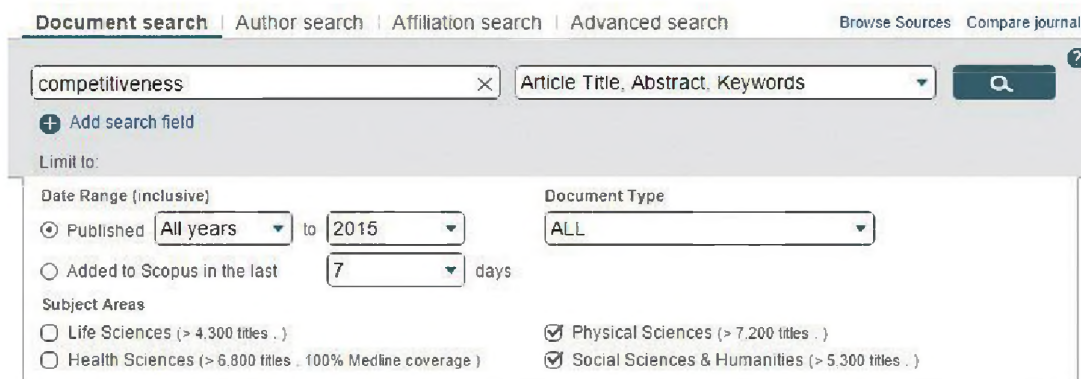 Document search | Author search | Affiliation search | Advanced search Browse Sources Compare journal
competitiveness Article Title, Abstract, Keywords
Add search field
Limit to:
Date Range (inclusive) Document Type
Published All years to 2015 ALL
Added to Scopus in the last 7 days
Subject Areas
Life Sciences (> 4,300 titles . ) Physical Sciences (> 7,200 titles . )
Health Sciences (> 6,800 titles . 100% Medline coverage ) Social Sciences & Humanities (> 5,300 titles . )